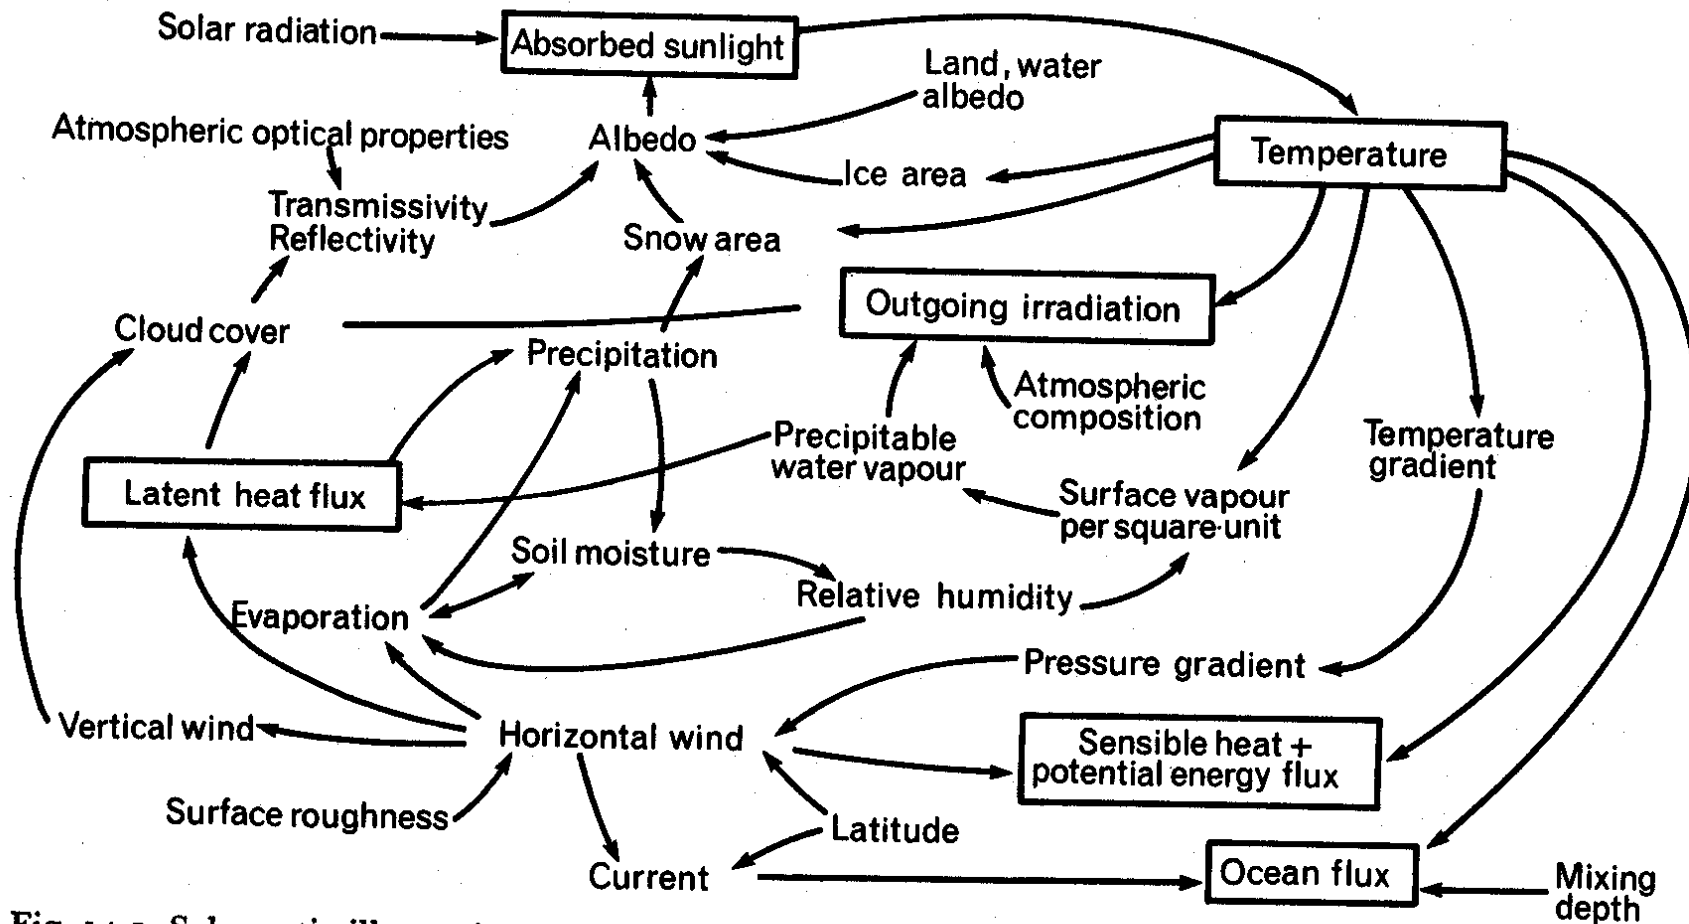 Solar radiation
Absorbed sunlight
Land, water
albedo
Atmospheric optical properties
Albedo
Temperature
Ice area
Transmissivity
Reflectivity
Snow area
Outgoing irradiation
Cloud cover
Precipitation
Atmospheric
composition
Precipitable
water vapour
Temperature
gradient
Latent heat flux
Surface vapour
per square unit
Soil moisture
Relative humidity
Evaporation
Pressure gradient
Vertical wind
Horizontal wind
Sensible heat +
potential energy flux
Surface roughness
Latitude
Current
Ocean flux
Mixing
depth